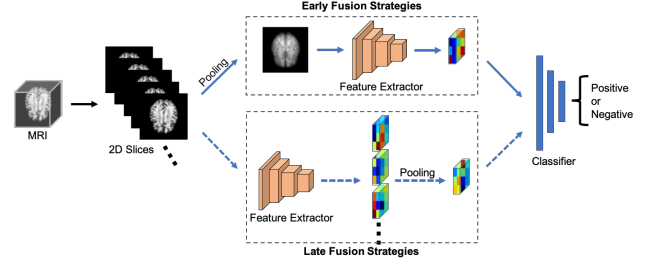 Early Fusion Strategies
Pooling
Feature Extractor
MRI
2D Slices
Positive
or
Negative
Classifier
Pooling
Feature Extractor
Late Fusion Strategies